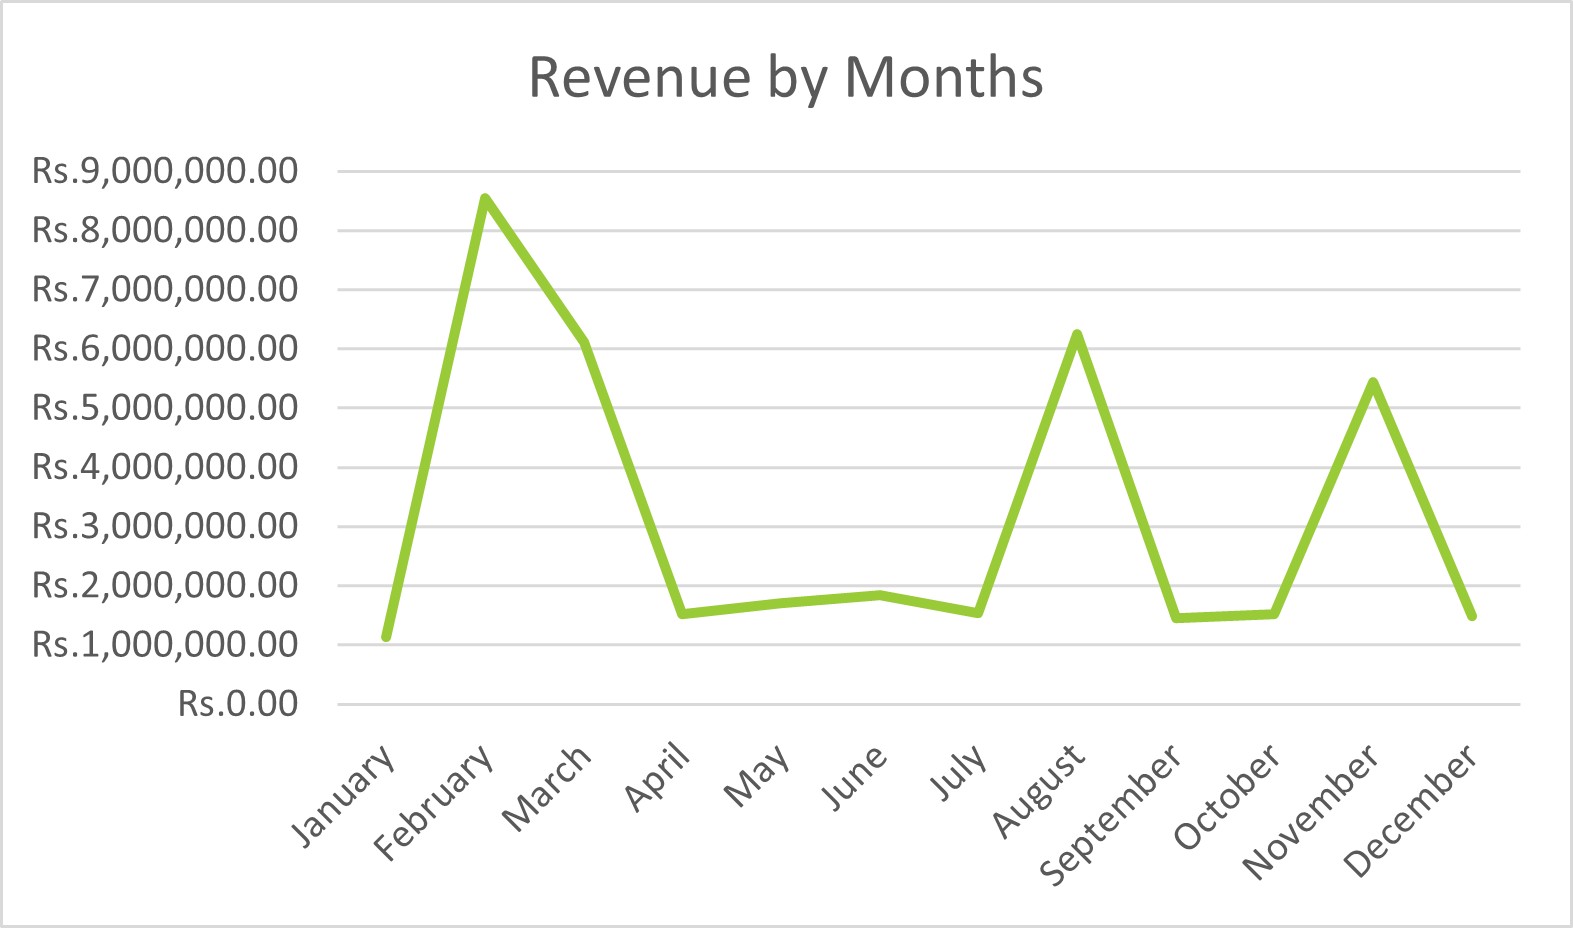 Revenue by Months
Rs.9,000,000.00
Rs.8,000,000.00
Rs.7,000,000.00
Rs.6,000,000.00
Rs.5,000,000.00
Rs.4,000,000.00
Rs.3,000,000.00
Rs.2,000,000.00
Rs.1,000,000.00
Rs.0.00
January
February
March
April
May
June
July
August
September
October
November
December